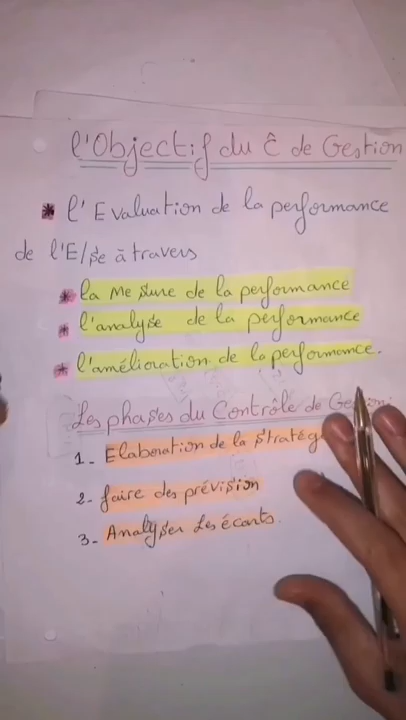 l'Objectif du Ĉ de Gestion
* l'Evaluation de la performance
de l'E/se à travers
* la Mesure de la performance
* l'analyse de la performance
* l'amélioration de la performance.
Les phases du Contrôle de Gestion
1- Elaboration de la stratég
2- faire des prévision
3- Analyser les écarts.